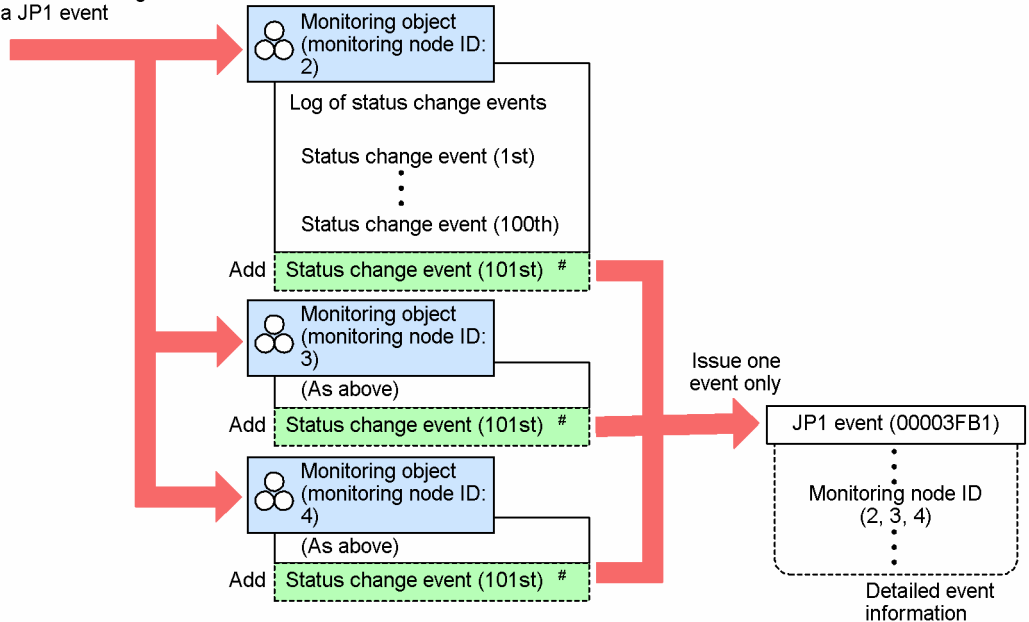 a JP1 event
Monitoring object
(monitoring node ID:
2)
Log of status change events
Status change event (1st)
Status change event (100th)
Add Status change event (101st) #
Monitoring object
(monitoring node ID:
3)
(As above)
Add Status change event (101st) #
Monitoring object
(monitoring node ID:
4)
(As above)
Add Status change event (101st) #
Issue one
event only
JP1 event (00003FB1)
Monitoring node ID
(2, 3, 4)
Detailed event
information